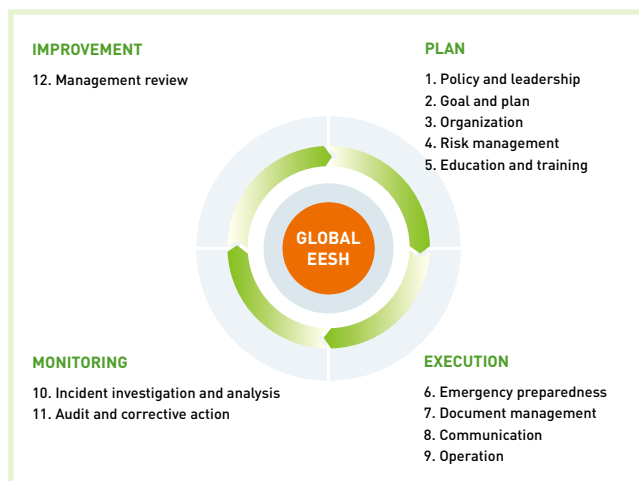 IMPROVEMENT
12. Management review
PLAN
1. Policy and leadership
2. Goal and plan
3. Organization
4. Risk management
5. Education and training
GLOBAL
EESH
MONITORING
10. Incident investigation and analysis
11. Audit and corrective action
EXECUTION
6. Emergency preparedness
7. Document management
8. Communication
9. Operation